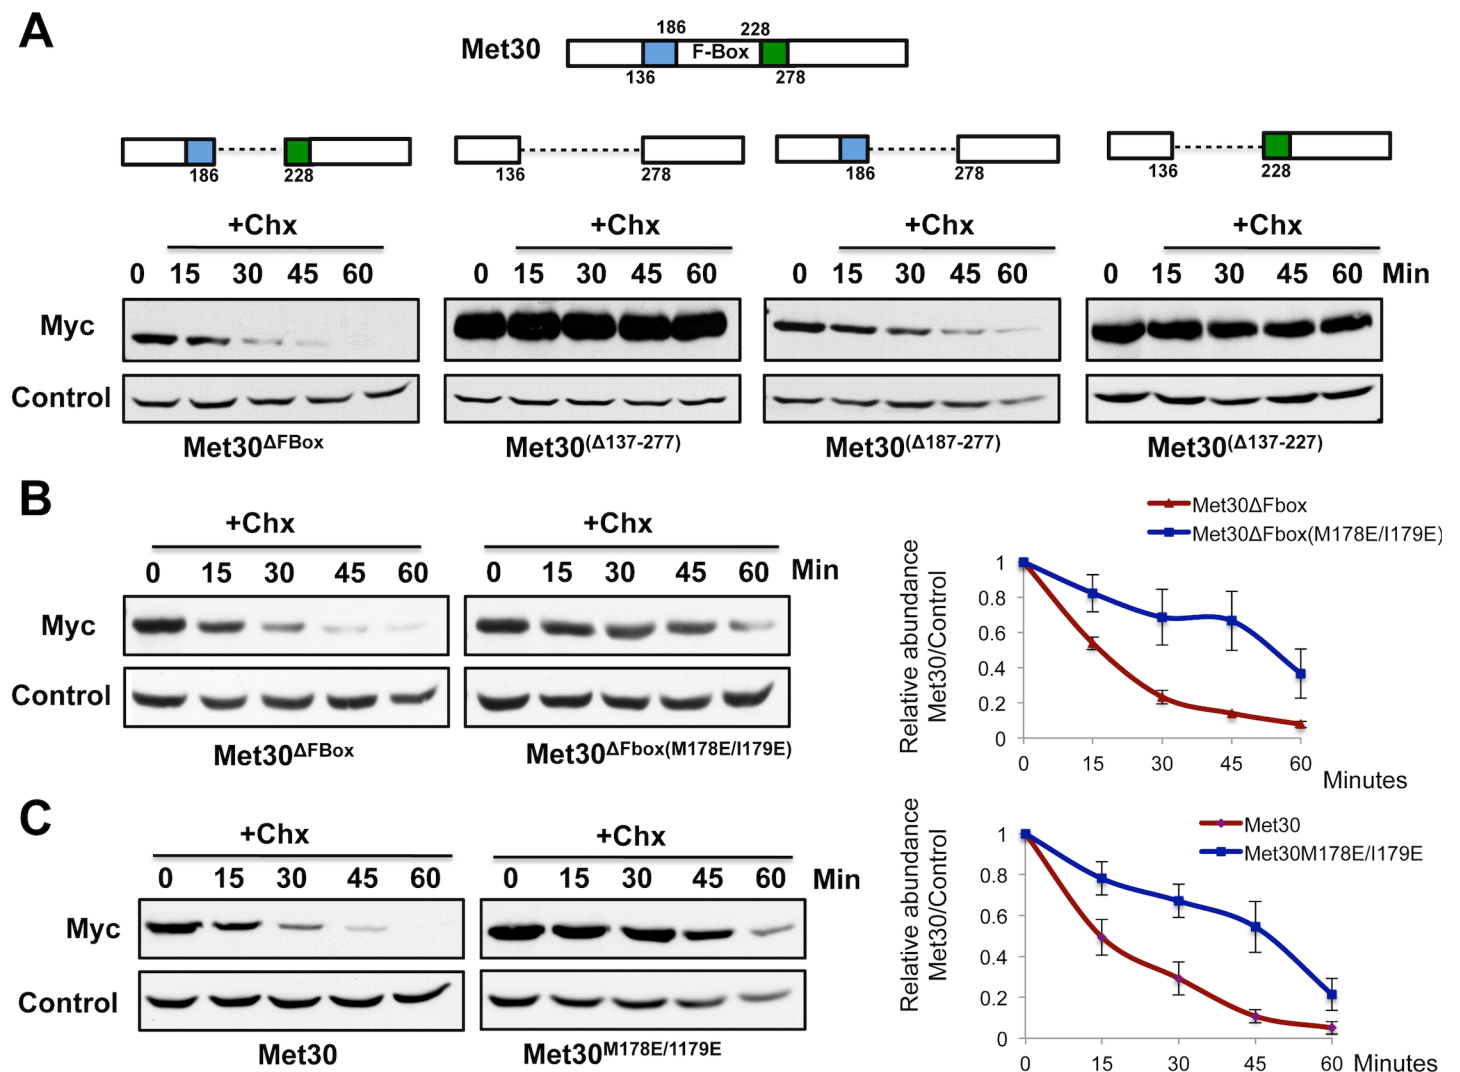 A
Met30
186
228
F-Box
136
278
186
228
136
278
186
278
136
228
+Chx
+Chx
+Chx
+Chx
0 15 30 45 60
0 15 30 45 60
0 15 30 45 60
0 15 30 45 60 Min
Myc
Control
Met30ΔFBox
Met30(Δ137-277)
Met30(Δ187-277)
Met30(Δ137-227)
B
+Chx
+Chx
0 15 30 45 60
0 15 30 45 60 Min
Myc
Control
Met30ΔFBox
Met30ΔFbox(M178E/I179E)
Met30ΔFbox
Met30ΔFbox(M178E/I179E)
Relative abundance
Met30/Control
1
0.8
0.6
0.4
0.2
0
0 15 30 45 60
Minutes
C
+Chx
+Chx
0 15 30 45 60
0 15 30 45 60 Min
Myc
Control
Met30
Met30M178E/1179E
Met30
Met30M178E/I179E
Relative abundance
Met30/Control
1
0.8
0.6
0.4
0.2
0
0 15 30 45 60
Minutes